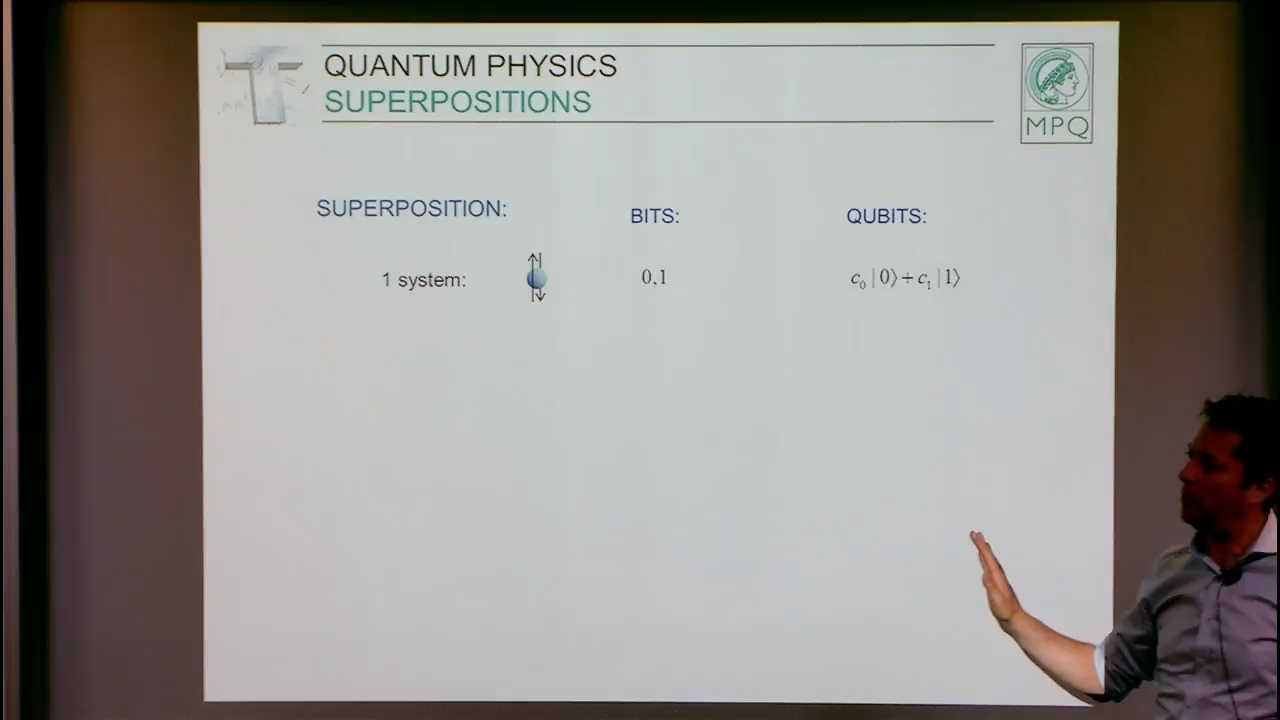 QUANTUM PHYSICS
SUPERPOSITIONS
MPQ
SUPERPOSITION: BITS: QUBITS:
1 system: 0,1 c₀|0⟩+c₁|1⟩